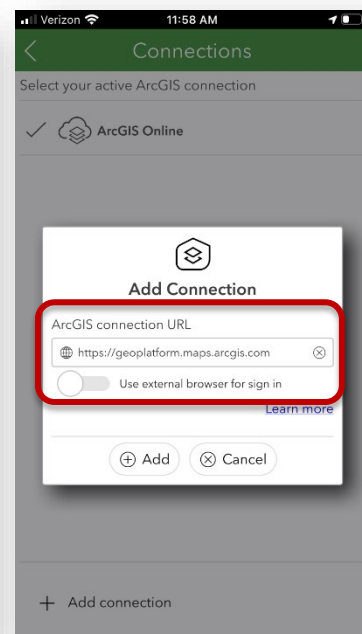 Verizon 11:58 AM
Connections
Select your active ArcGIS connection
ArcGIS Online
Add Connection
ArcGIS connection URL
https://geoplatform.maps.arcgis.com
Use external browser for sign in
Learn more
Add Cancel
+ Add connection